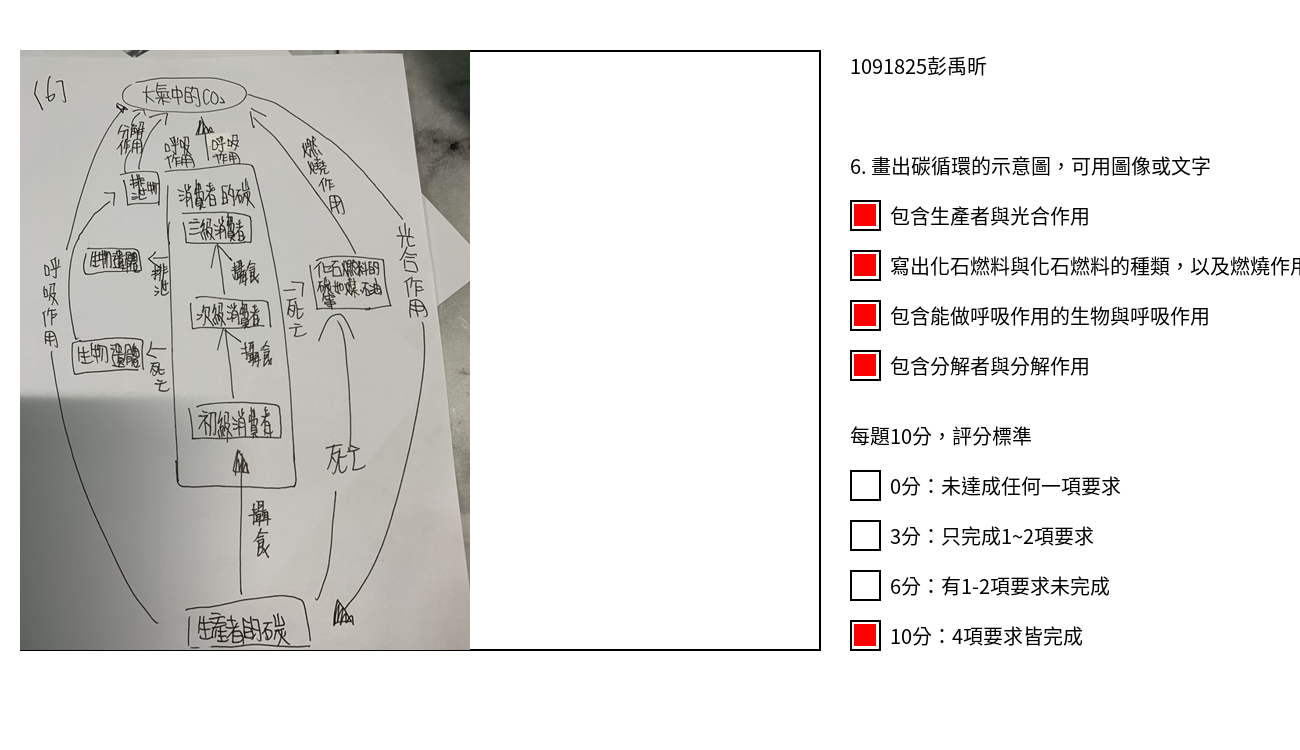 〔6〕
大氣中的CO₂
分解
作用
呼吸
作用
呼吸
作用
燃
燒
作
用
排泄物
消費者的碳
三級消費者
攝食
次級消費者
攝食
初級消費者
攝
食
生物遺體
排
泄
生物遺體
死
亡
死
亡
化石燃料的
碳如煤、石油
死亡
呼
吸
作
用
光
合
作
用
生產者的碳
1091825彭禹昕
6. 畫出碳循環的示意圖，可用圖像或文字
包含生產者與光合作用
寫出化石燃料與化石燃料的種類，以及燃燒作用
包含能做呼吸作用的生物與呼吸作用
包含分解者與分解作用
每題10分，評分標準
0分：未達成任何一項要求
3分：只完成1~2項要求
6分：有1-2項要求未完成
10分：4項要求皆完成